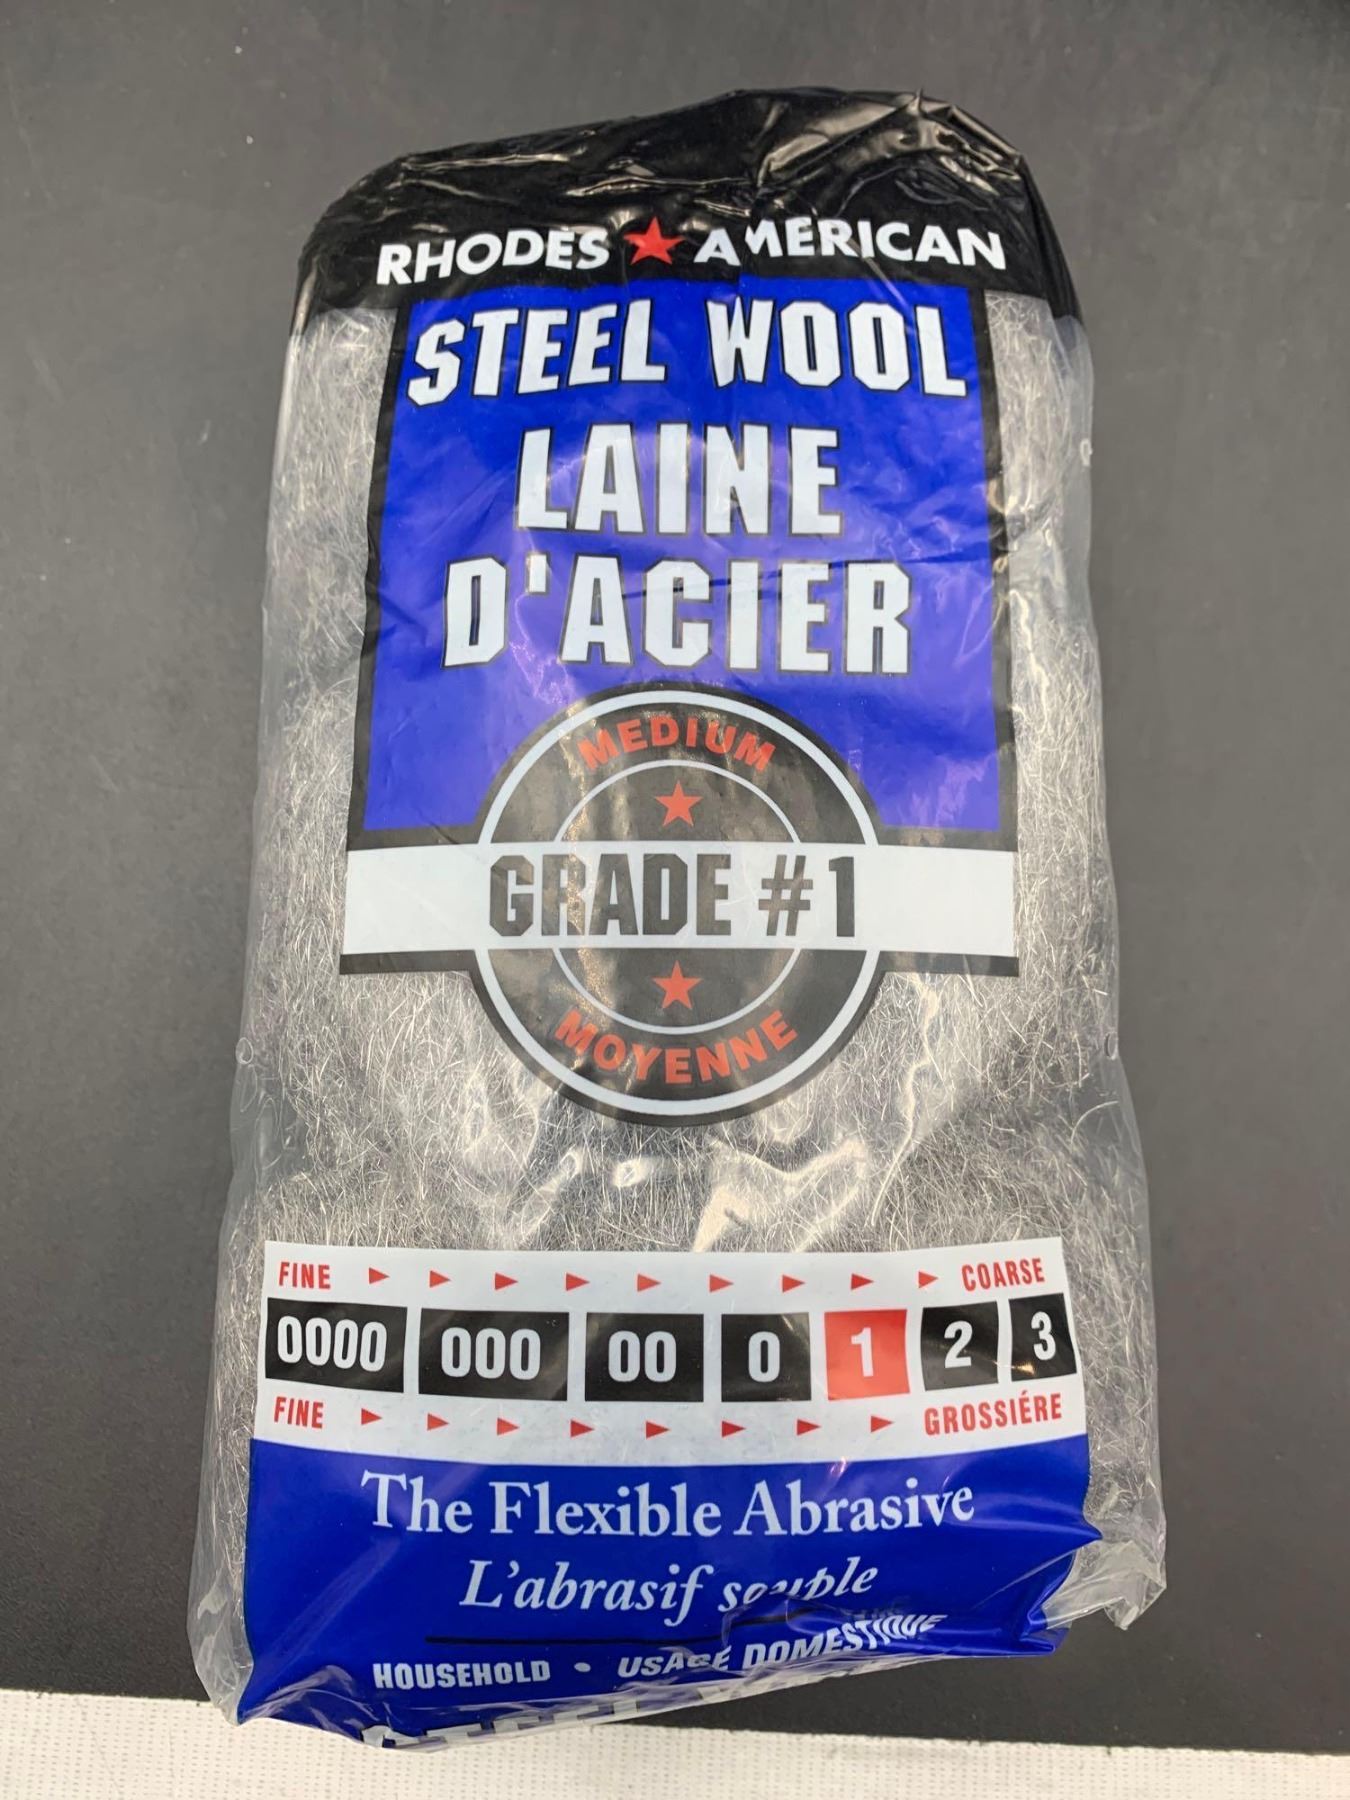 RHODES ★ AMERICAN
STEEL WOOL
LAINE
D'ACIER
MEDIUM
GRADE #1
MOYENNE
FINE COARSE
0000 000 00 0 1 2 3
FINE GROSSIÉRE
The Flexible Abrasive
L'abrasif souple
HOUSEHOLD • USAGE DOMESTIQUE
STEEL